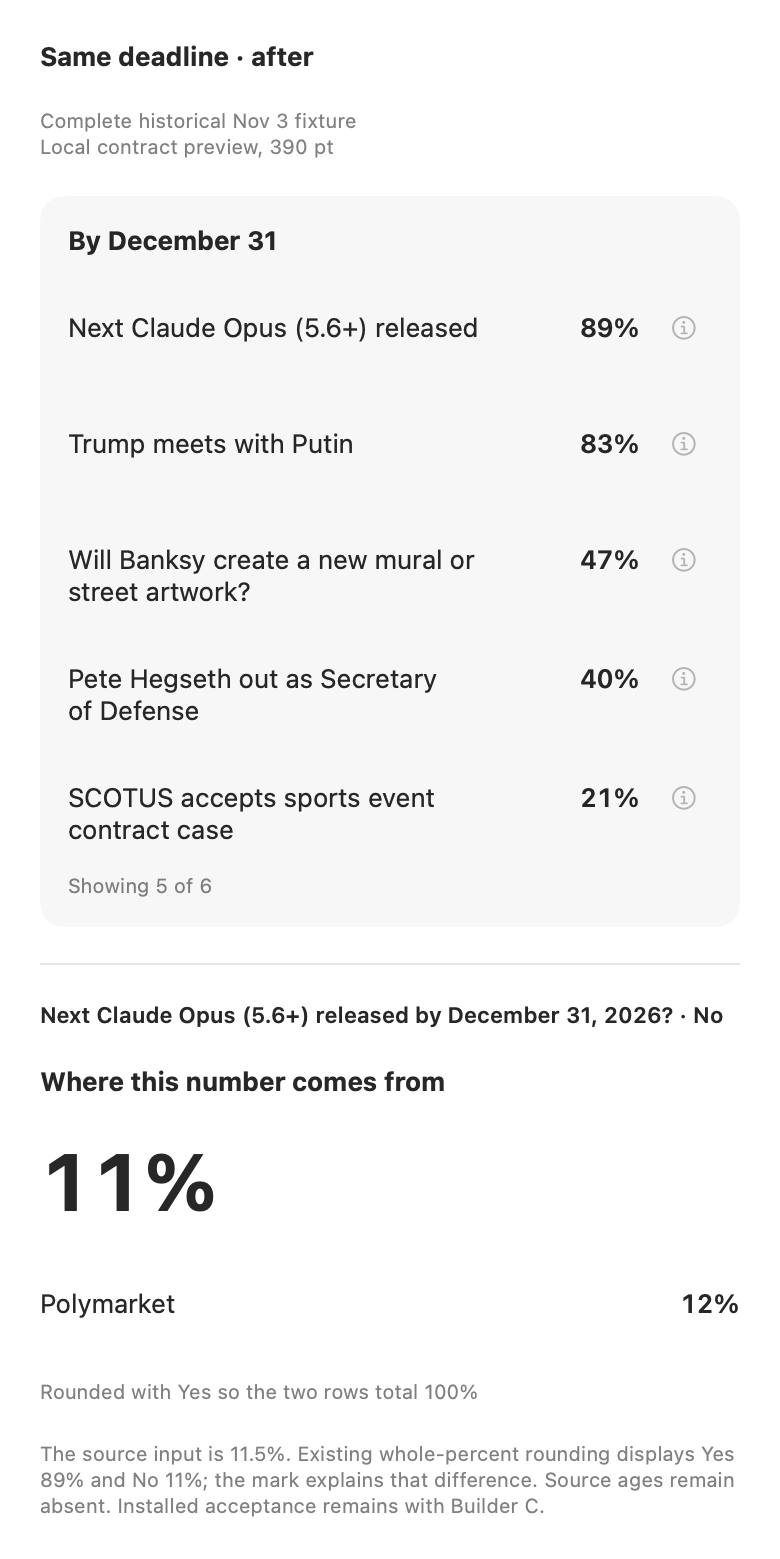 Same deadline · after
Complete historical Nov 3 fixture
Local contract preview, 390 pt
By December 31
Next Claude Opus (5.6+) released 89%
Trump meets with Putin 83%
Will Banksy create a new mural or 47%
street artwork?
Pete Hegseth out as Secretary 40%
of Defense
SCOTUS accepts sports event 21%
contract case
Showing 5 of 6
Next Claude Opus (5.6+) released by December 31, 2026? · No
Where this number comes from
11%
Polymarket 12%
Rounded with Yes so the two rows total 100%
The source input is 11.5%. Existing whole-percent rounding displays Yes
89% and No 11%; the mark explains that difference. Source ages remain
absent. Installed acceptance remains with Builder C.